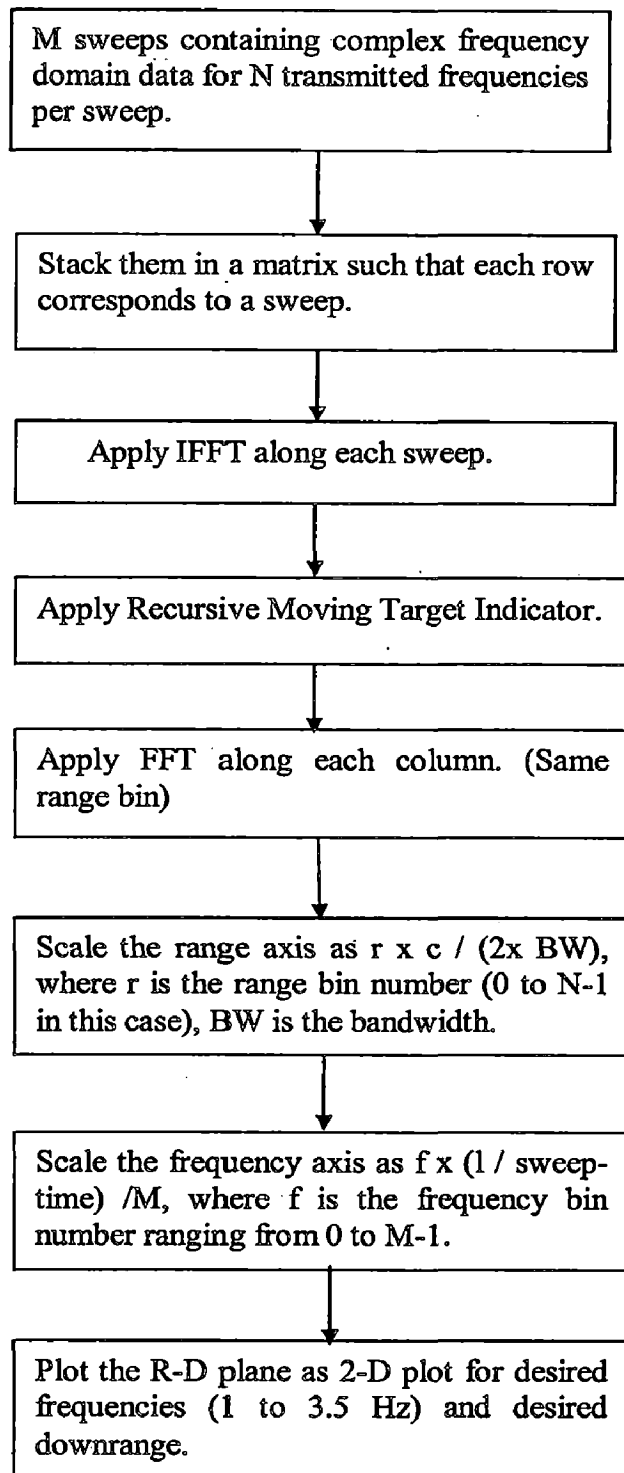 M sweeps containing complex frequency
domain data for N transmitted frequencies
per sweep.
Stack them in a matrix such that each row
corresponds to a sweep.
Apply IFFT along each sweep.
Apply Recursive Moving Target Indicator.
Apply FFT along each column. (Same
range bin)
Scale the range axis as r x c / (2x BW),
where r is the range bin number (0 to N-1
in this case), BW is the bandwidth.
Scale the frequency axis as f x (1 / sweep-
time) /M, where f is the frequency bin
number ranging from 0 to M-1.
Plot the R-D plane as 2-D plot for desired
frequencies (1 to 3.5 Hz) and desired
downrange.